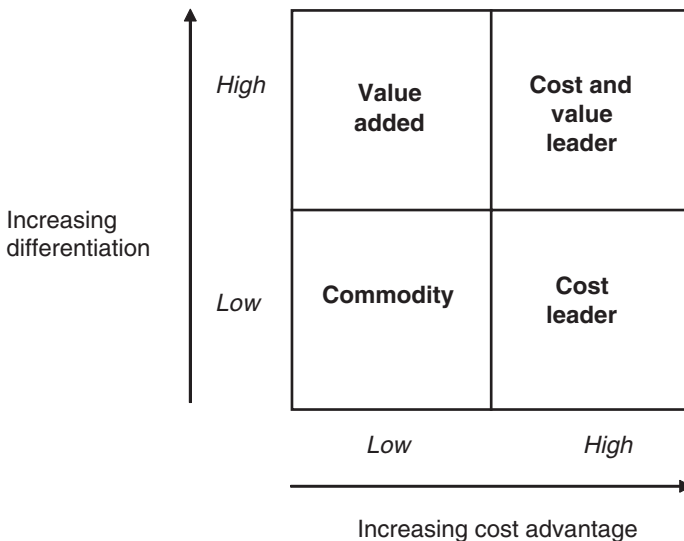 High
Value
added
Cost and
value
leader
Increasing
differentiation
Low
Commodity
Cost
leader
Low
High
Increasing cost advantage